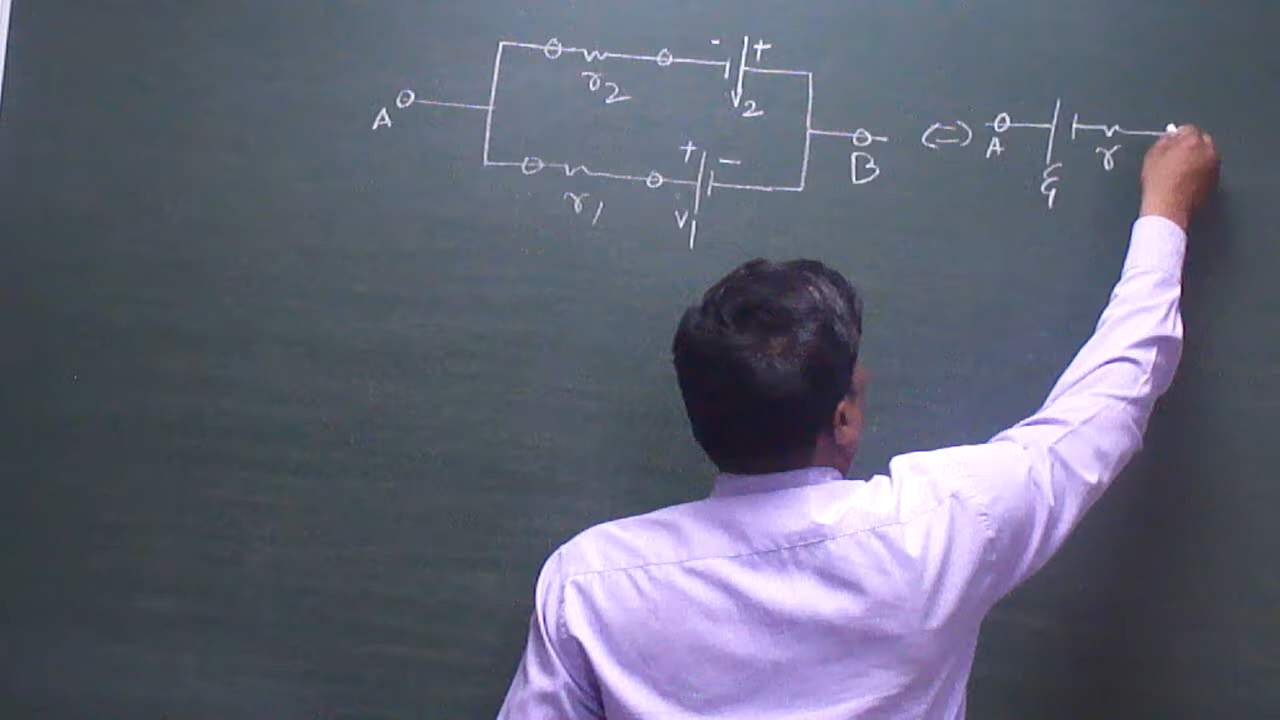 - +
r2
V2
A
+ -
r1
V1
B
(=)
A
ξ
r